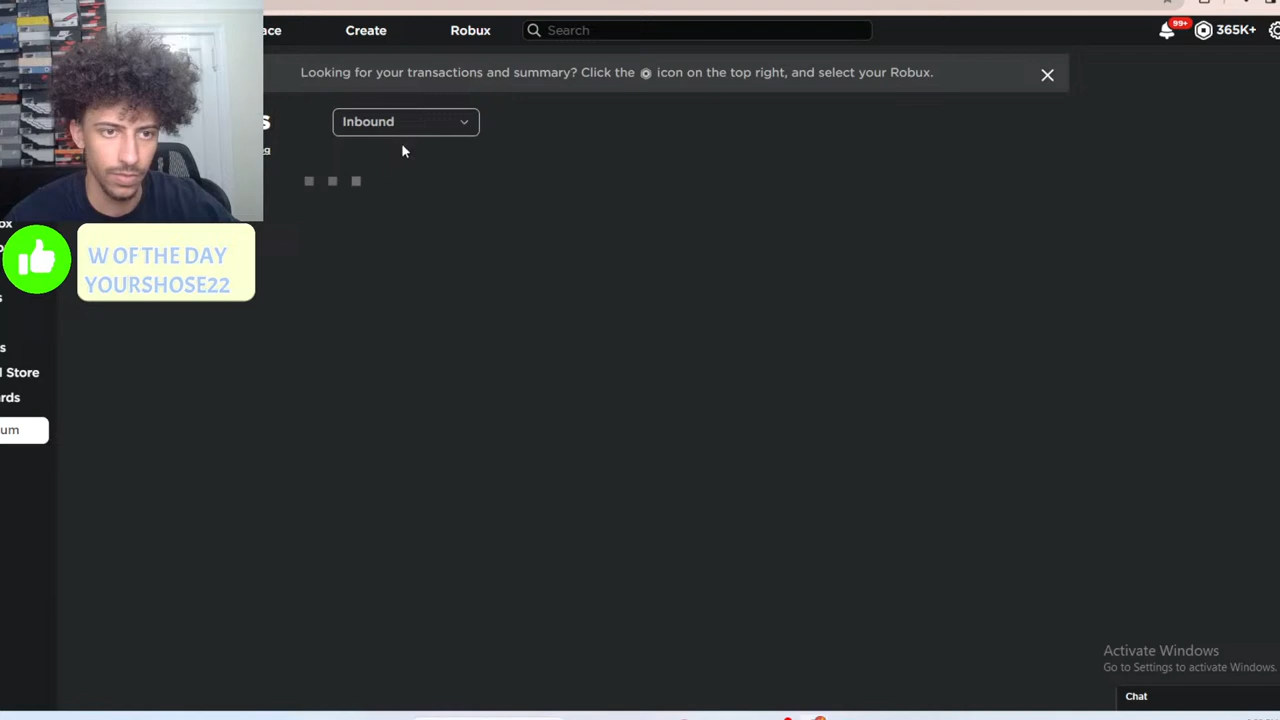 ace
Create
Robux
Search
99+
365K+
Looking for your transactions and summary? Click the icon on the top right, and select your Robux.
s
Inbound
g
ox
o
W OF THE DAY
YOURSHOSE22
s
s
l Store
rds
um
Activate Windows
Go to Settings to activate Windows.
Chat